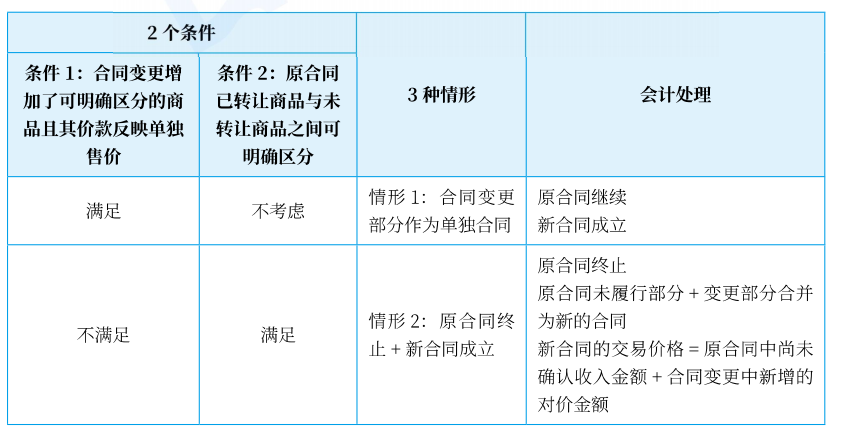 2 个条件
条件 1：合同变更增
加了可明确区分的商
品且其价款反映单独
售价
条件 2：原合同
已转让商品与未
转让商品之间可
明确区分
3 种情形
会计处理
满足
不考虑
情形 1：合同变更
部分作为单独合同
原合同继续
新合同成立
不满足
满足
情形 2：原合同终
止 + 新合同成立
原合同终止
原合同未履行部分 + 变更部分合并
为新的合同
新合同的交易价格 = 原合同中尚未
确认收入金额 + 合同变更中新增的
对价金额